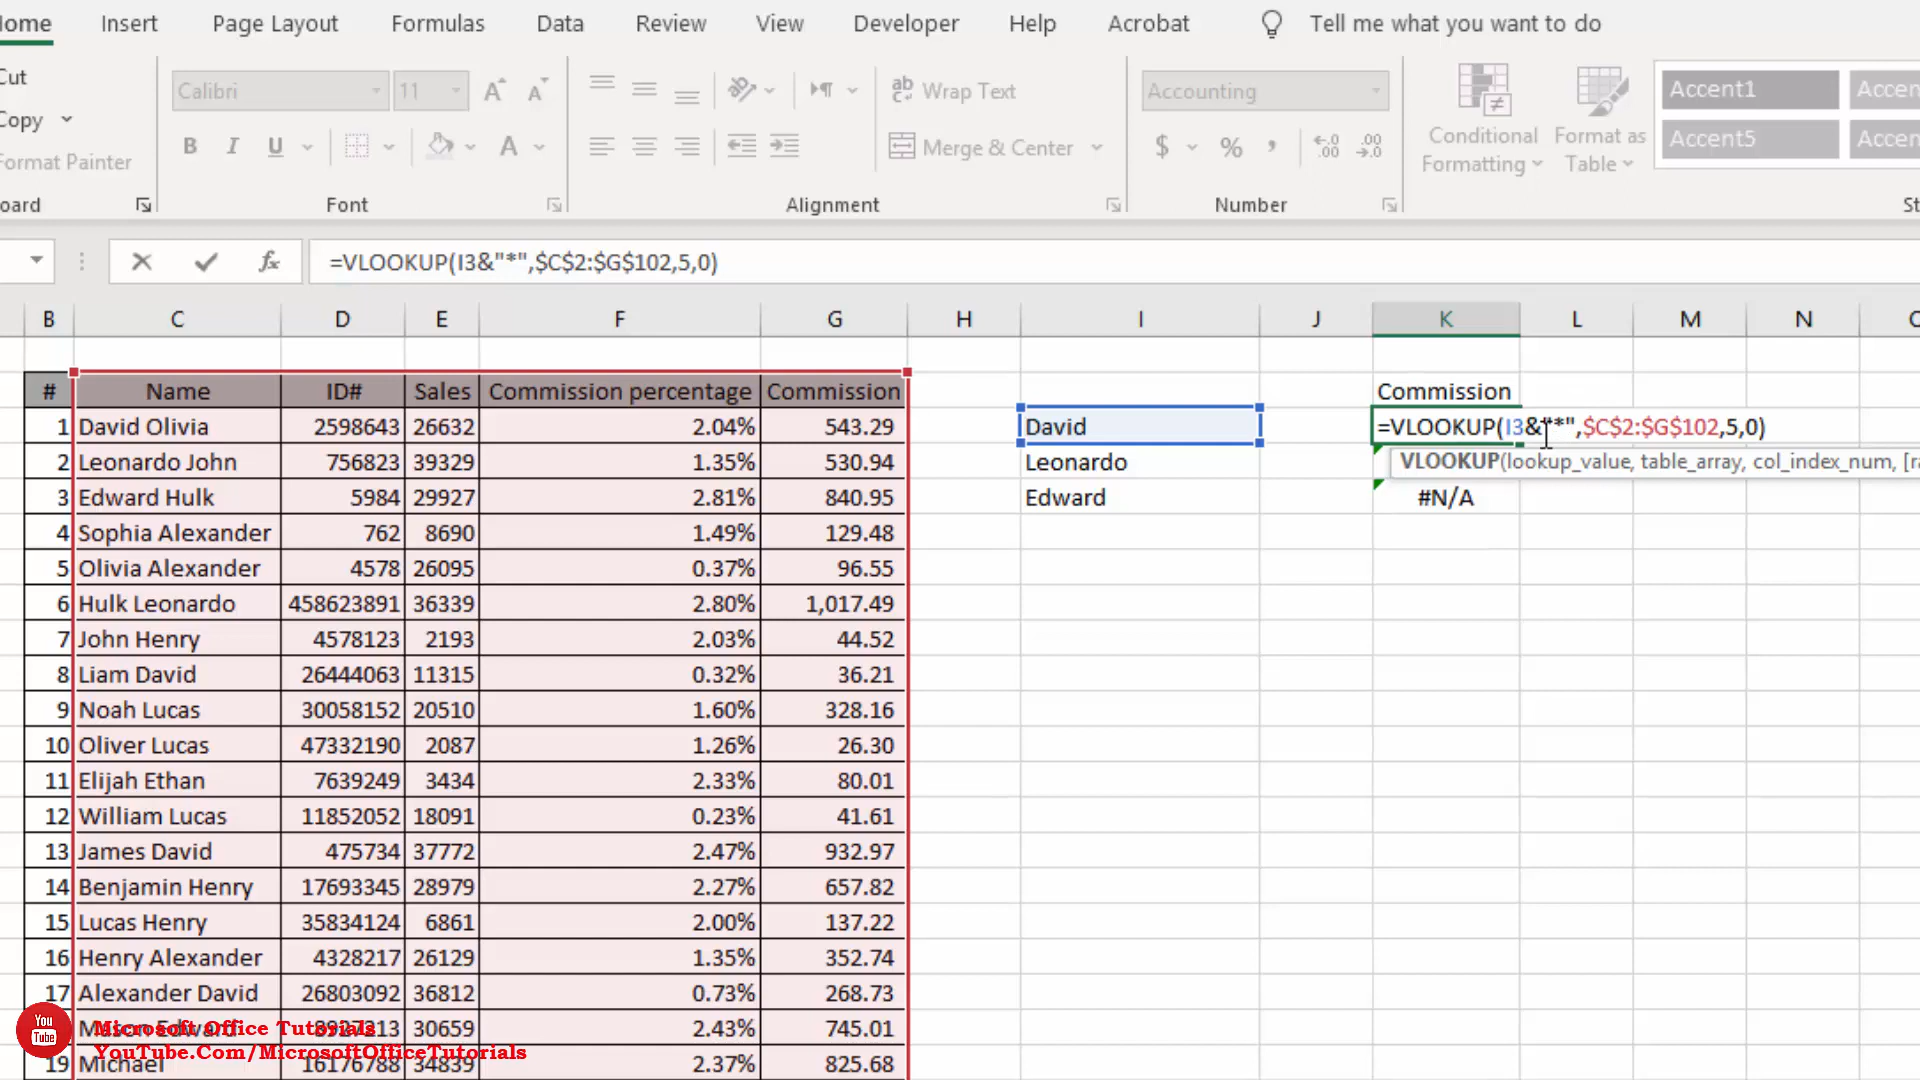 ome Insert Page Layout Formulas Data Review View Developer Help Acrobat Tell me what you want to do
Cut
Copy
Format Painter
oard
Calibri 11
B I U A
Font
ab Wrap Text
Merge & Center
Alignment
Accounting
$ % , .00 .00
Number
Conditional Formatting
Format as Table
Accent1 Accen
Accent5 Accen
St
fx =VLOOKUP(I3&"*",$C$2:$G$102,5,0)
B C D E F G H I J K L M N O
# Name ID# Sales Commission percentage Commission Commission
1 David Olivia 2598643 26632 2.04% 543.29 David =VLOOKUP(I3&"*",$C$2:$G$102,5,0)
2 Leonardo John 756823 39329 1.35% 530.94 Leonardo VLOOKUP(lookup_value, table_array, col_index_num, [ra
3 Edward Hulk 5984 29927 2.81% 840.95 Edward #N/A
4 Sophia Alexander 762 8690 1.49% 129.48
5 Olivia Alexander 4578 26095 0.37% 96.55
6 Hulk Leonardo 458623891 36339 2.80% 1,017.49
7 John Henry 4578123 2193 2.03% 44.52
8 Liam David 26444063 11315 0.32% 36.21
9 Noah Lucas 30058152 20510 1.60% 328.16
10 Oliver Lucas 47332190 2087 1.26% 26.30
11 Elijah Ethan 7639249 3434 2.33% 80.01
12 William Lucas 11852052 18091 0.23% 41.61
13 James David 475734 37772 2.47% 932.97
14 Benjamin Henry 17693345 28979 2.27% 657.82
15 Lucas Henry 35834124 6861 2.00% 137.22
16 Henry Alexander 4328217 26129 1.35% 352.74
17 Alexander David 26803092 36812 0.73% 268.73
30659 2.43% 745.01
19 Michael 16176788 34839 2.37% 825.68
You Tube
Microsoft Office Tutorials
YouTube.Com/MicrosoftOfficeTutorials